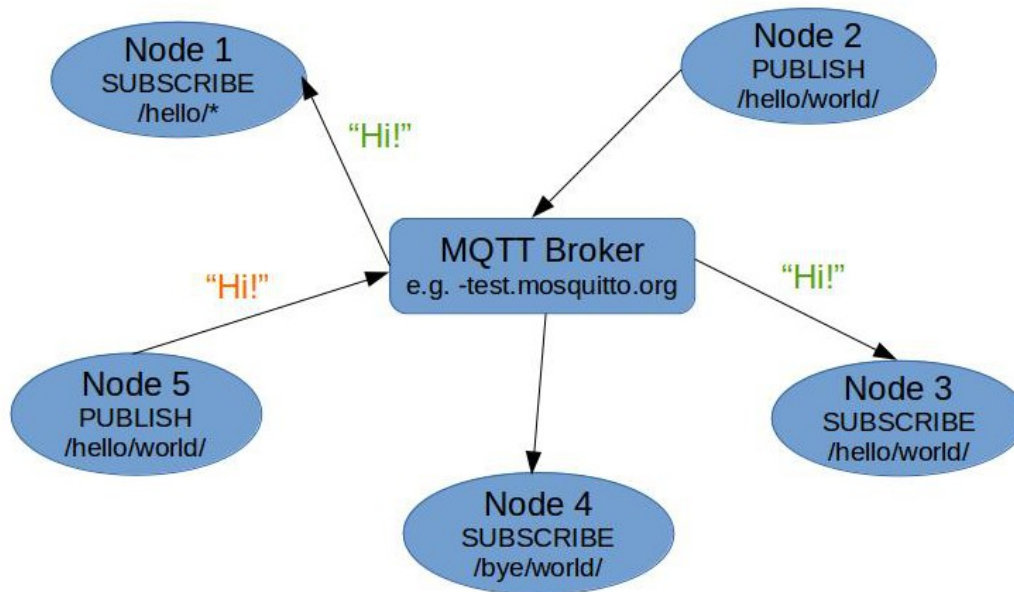 Node 1
SUBSCRIBE
/hello/*
Node 2
PUBLISH
/hello/world/
“Hi!”
MQTT Broker
e.g. -test.mosquitto.org
“Hi!”
“Hi!”
Node 5
PUBLISH
/hello/world/
Node 3
SUBSCRIBE
/hello/world/
Node 4
SUBSCRIBE
/bye/world/